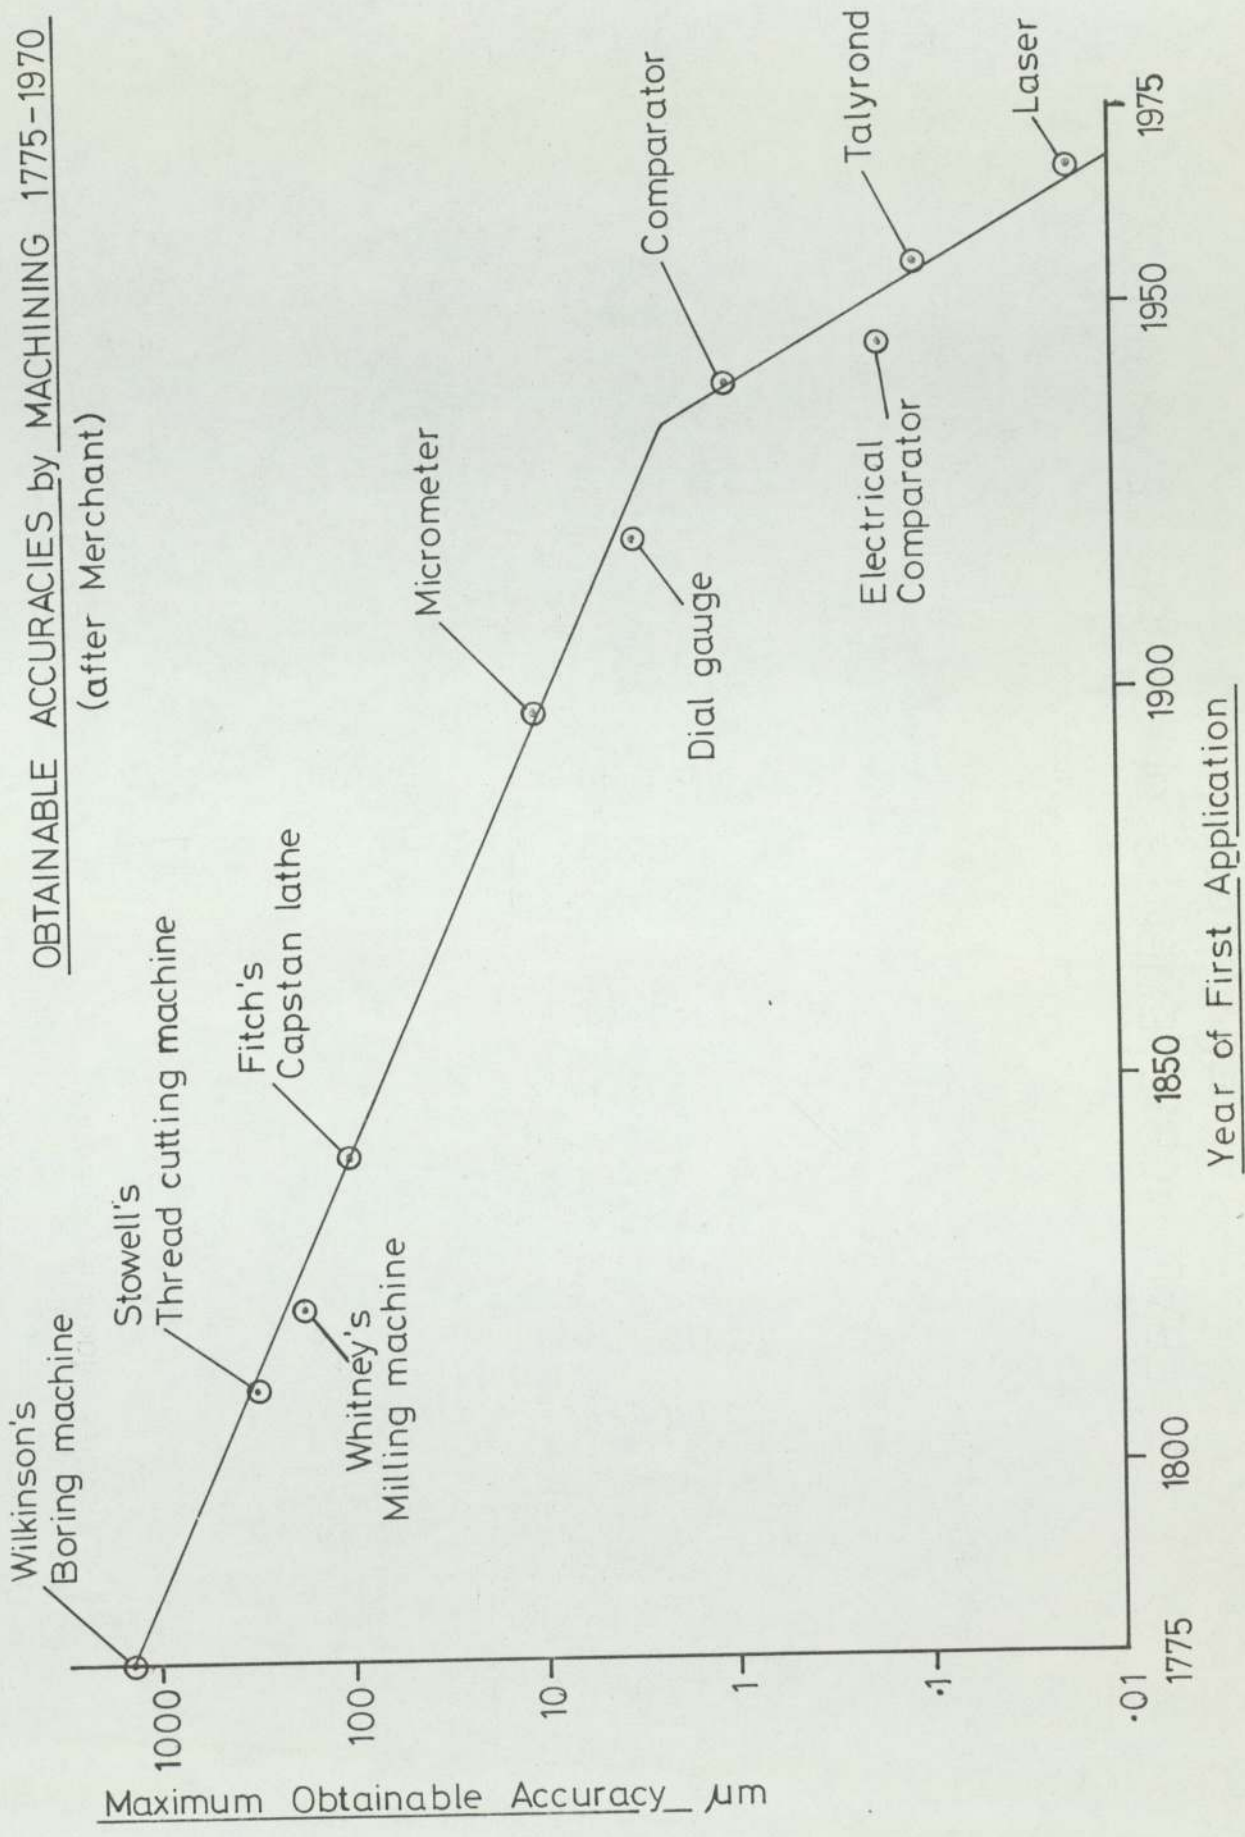 OBTAINABLE ACCURACIES by MACHINING 1775-1970
(after Merchant)
Wilkinson's
Boring machine
Stowell's
Thread cutting machine
Whitney's
Milling machine
Fitch's
Capstan lathe
Micrometer
Dial gauge
Comparator
Electrical
Comparator
Talyrond
Laser
Maximum Obtainable Accuracy_ μm
1000
100
10
1
.1
.01
1775
1800
1850
1900
1950
1975
Year of First Application